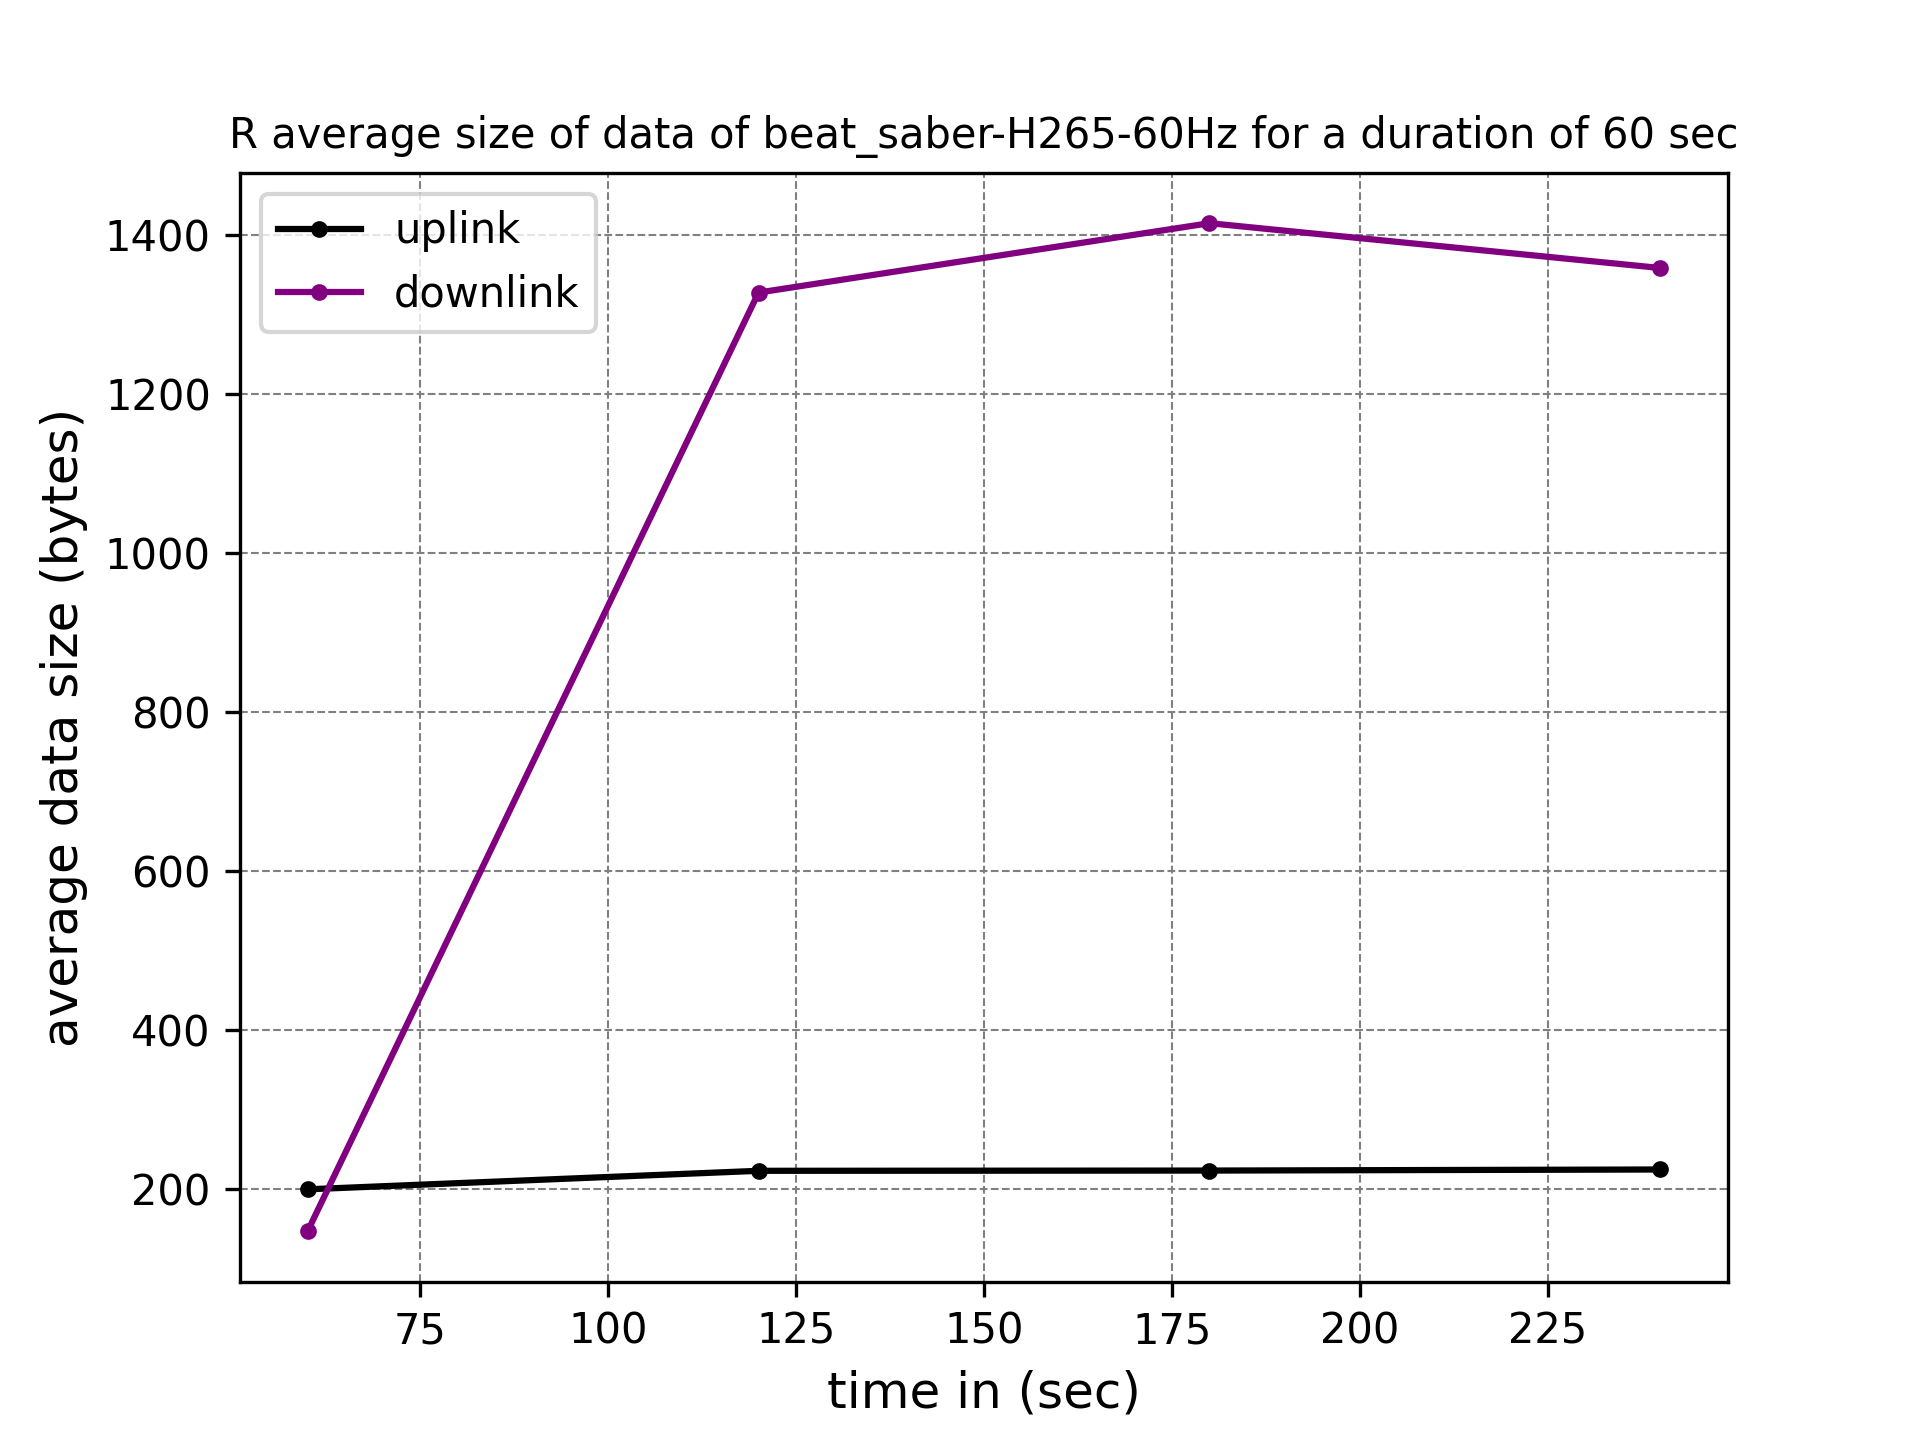 R average size of data of beat_saber-H265-60Hz for a duration of 60 sec
uplink
downlink
1400
1200
1000
800
600
400
200
average data size (bytes)
75 100 125 150 175 200 225
time in (sec)